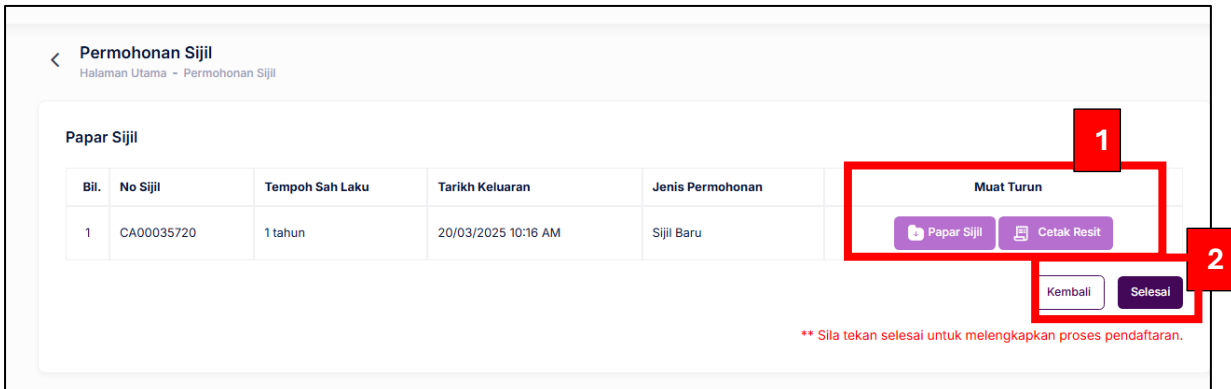 Permohonan Sijil
Halaman Utama - Permohonan Sijil
Papar Sijil
1
Bil. No Sijil Tempoh Sah Laku Tarikh Keluaran Jenis Permohonan Muat Turun
1 CA00035720 1 tahun 20/03/2025 10:16 AM Sijil Baru Papar Sijil Cetak Resit
2
Kembali Selesai
** Sila tekan selesai untuk melengkapkan proses pendaftaran.